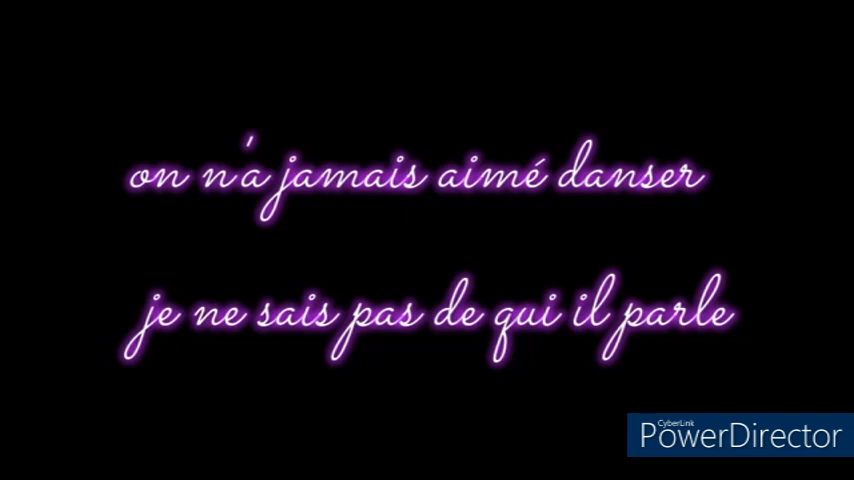 on n'a jamais aimé danser
je ne sais pas de qui il parle
CyberLink
PowerDirector